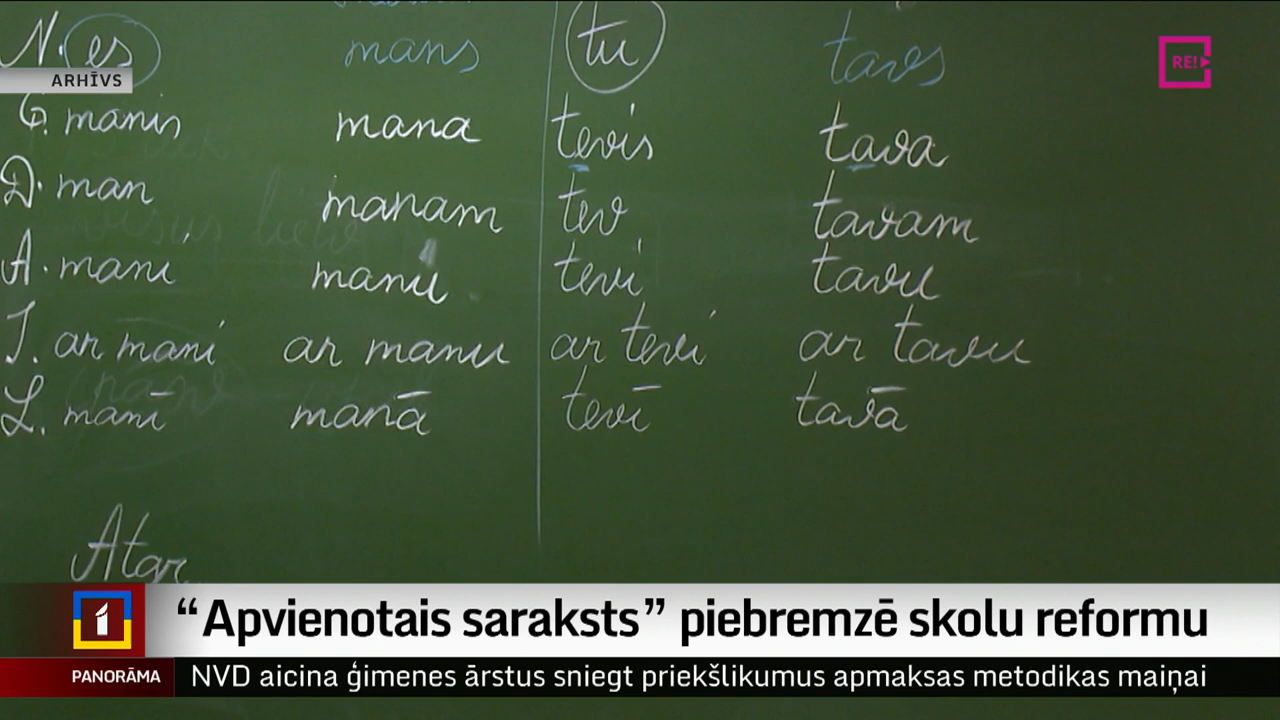 N. es mans tu tavs
ARHĪVS
RE!
Ģ. manis mana tevis tava
D. man manam tev tavam
A. mani manu tevi tavu
I. ar mani ar manu ar tevi ar tavu
L. manī manā tevī tavā
Atgr
1 “Apvienotais saraksts” piebremzē skolu reformu
PANORĀMA NVD aicina ģimenes ārstus sniegt priekšlikumus apmaksas metodikas maiņai